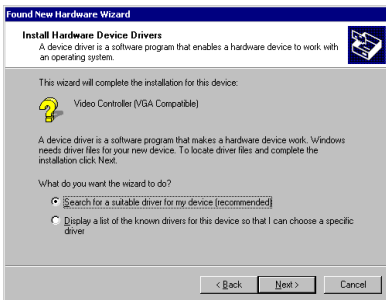 Found New Hardware Wizard
Install Hardware Device Drivers
A device driver is a software program that enables a hardware device to work with
an operating system.
This wizard will complete the installation for this device:
Video Controller (VGA Compatible)
A device driver is a software program that makes a hardware device work. Windows
needs driver files for your new device. To locate driver files and complete the
installation click Next.
What do you want the wizard to do?
Search for a suitable driver for my device (recommended)
Display a list of the known drivers for this device so that I can choose a specific
driver
< Back
Next >
Cancel